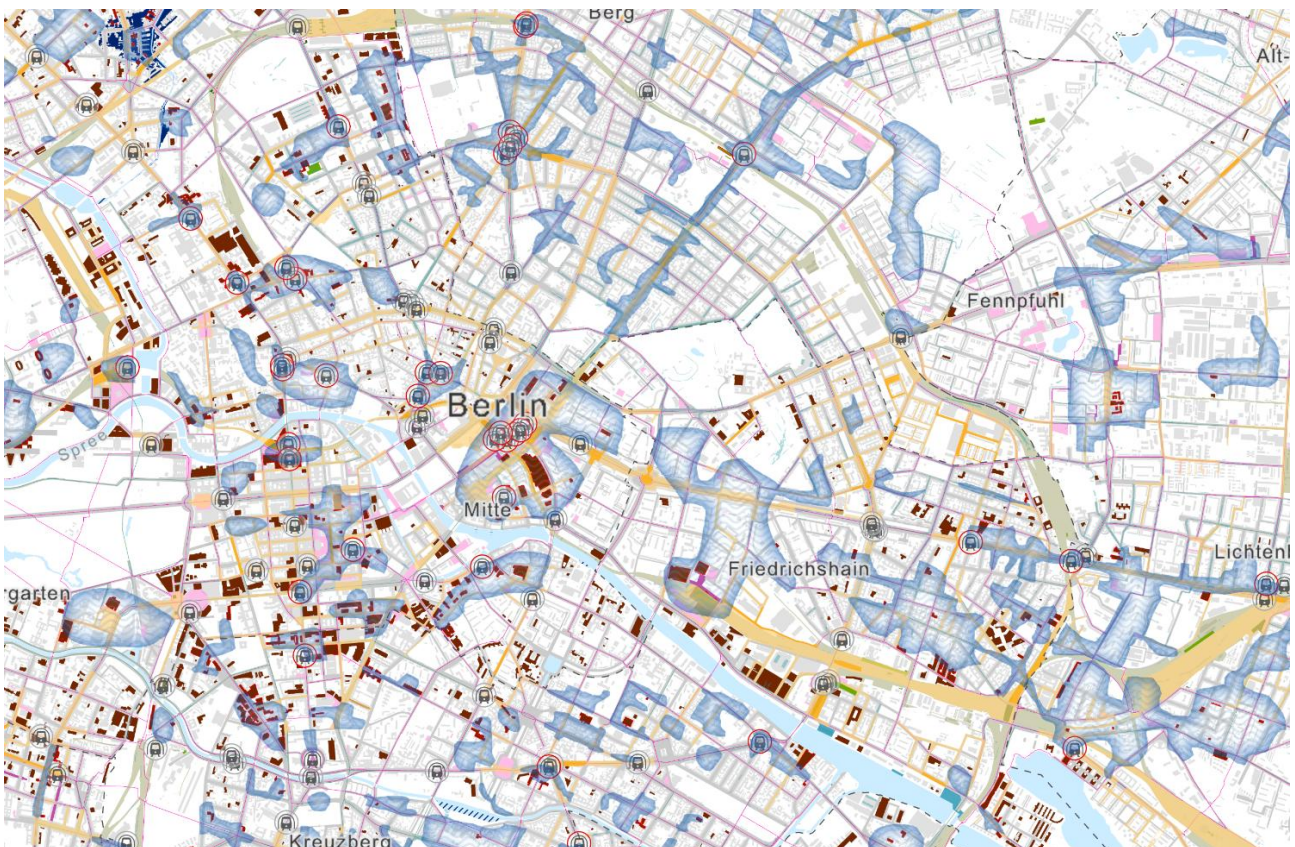 Berg
Alt-
Fennpfuhl
Berlin
Spree
Mitte
Friedrichshain
Lichtenb
rgarten
Kreuzberg